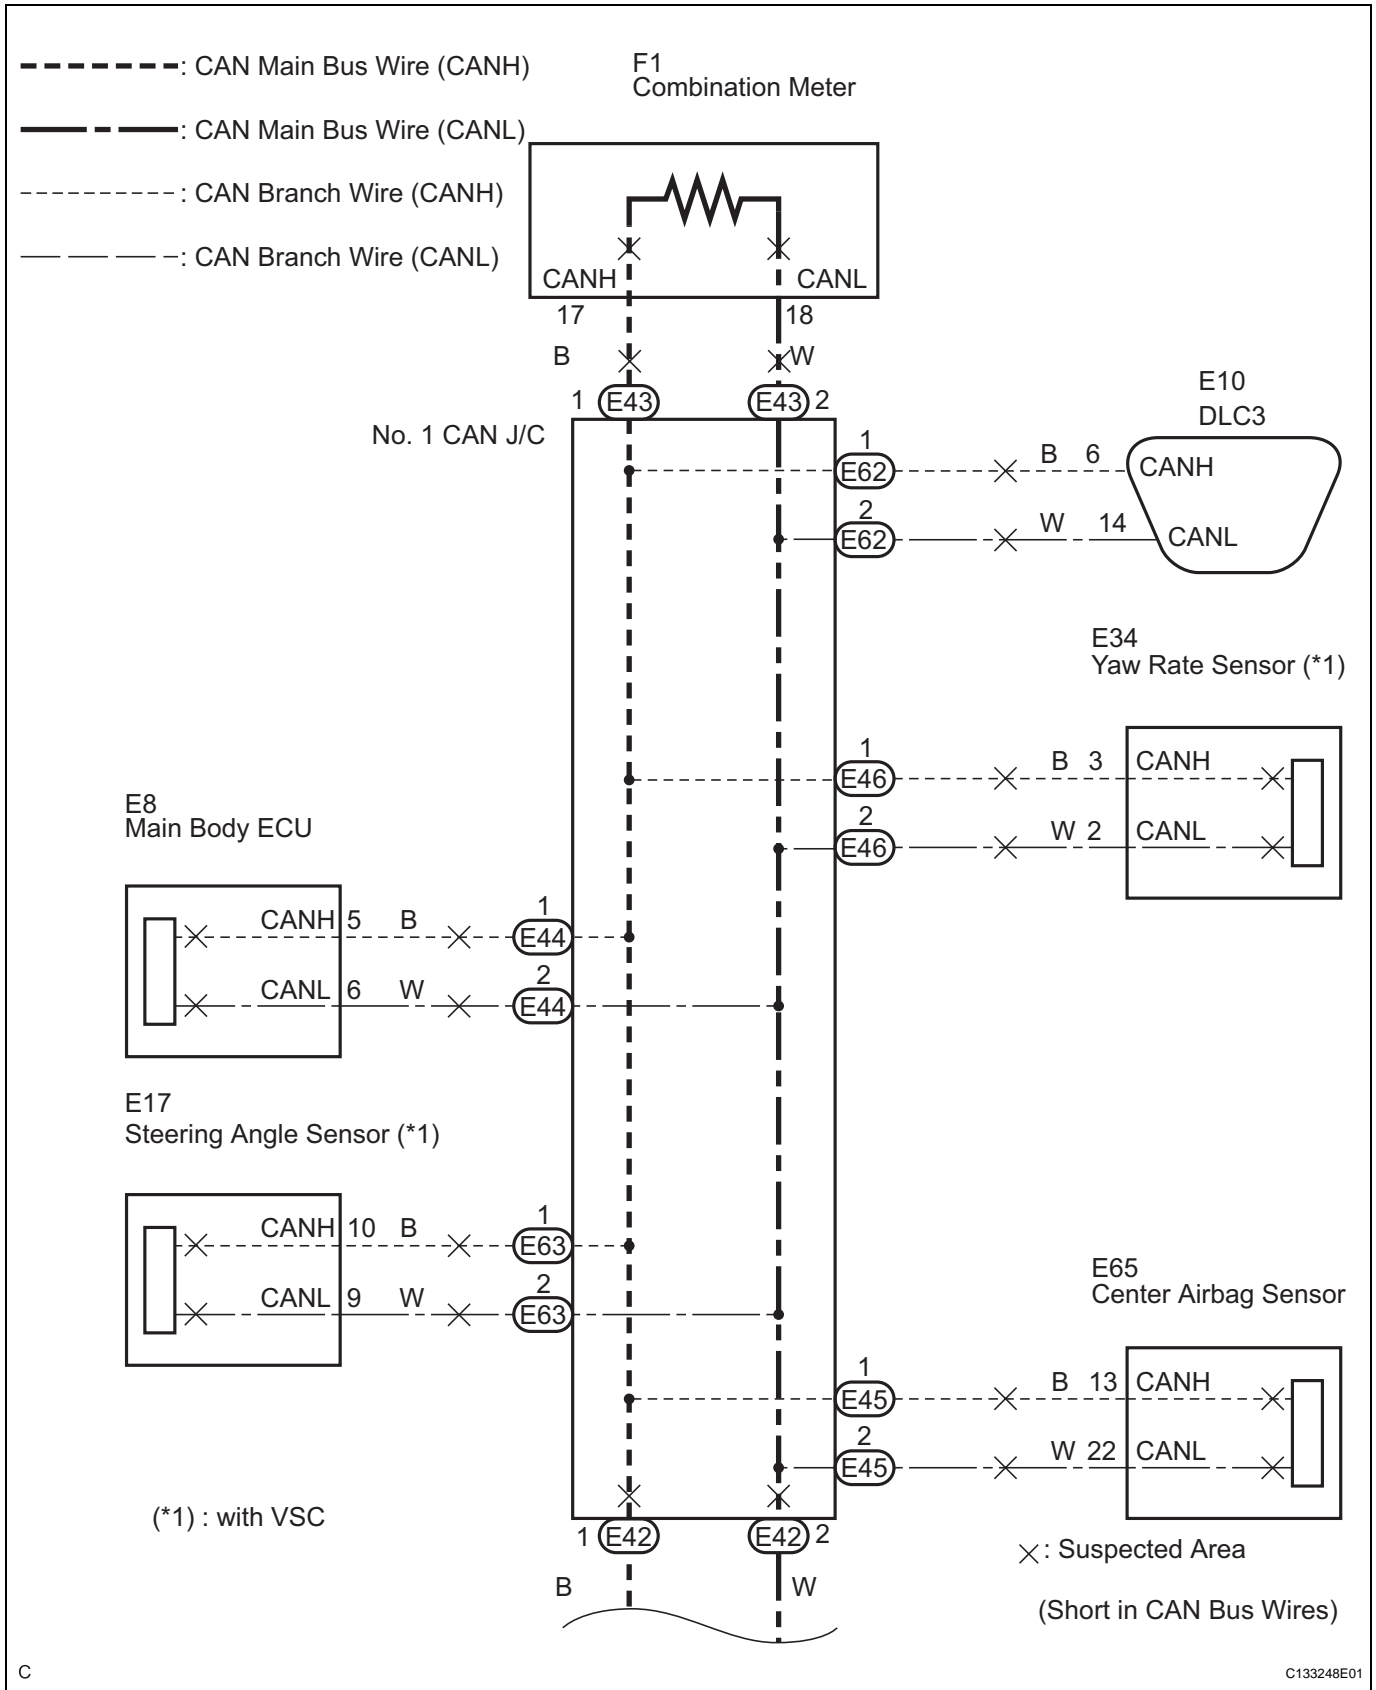 : CAN Main Bus Wire (CANH)
: CAN Main Bus Wire (CANL)
: CAN Branch Wire (CANH)
: CAN Branch Wire (CANL)
F1
Combination Meter
CANH CANL
17 18
B W
1 E43 E43 2
No. 1 CAN J/C
E10
DLC3
1
E62 B 6 CANH
2
E62 W 14 CANL
E34
Yaw Rate Sensor (*1)
1
E46 B 3 CANH
2
E46 W 2 CANL
E8
Main Body ECU
1
CANH 5 B E44
2
CANL 6 W E44
E17
Steering Angle Sensor (*1)
1
CANH 10 B E63
2
CANL 9 W E63
E65
Center Airbag Sensor
1
E45 B 13 CANH
2
E45 W 22 CANL
(*1) : with VSC
1 E42 E42 2
B W
: Suspected Area
(Short in CAN Bus Wires)
C
C133248E01